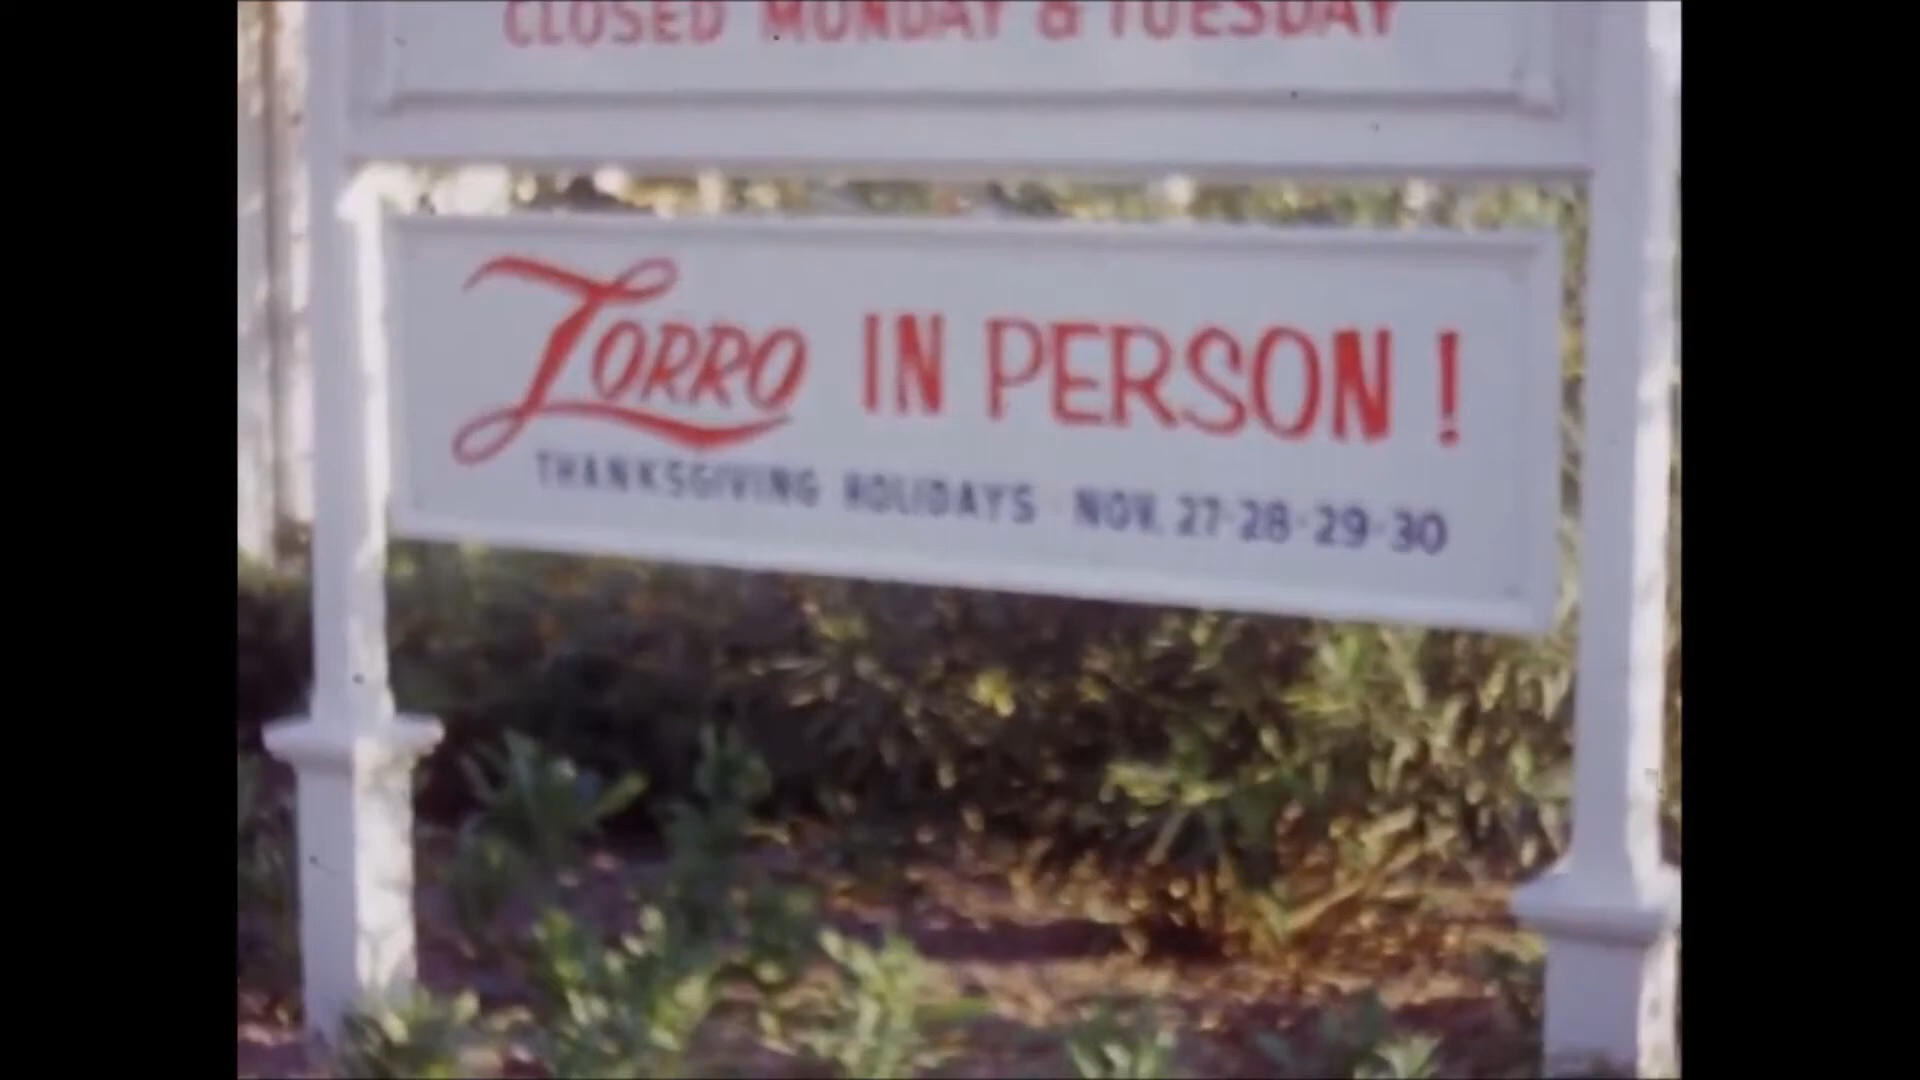 CLOSED MONDAY & TUESDAY
ZORRO IN PERSON!
THANKSGIVING HOLIDAYS NOV. 27-28-29-30